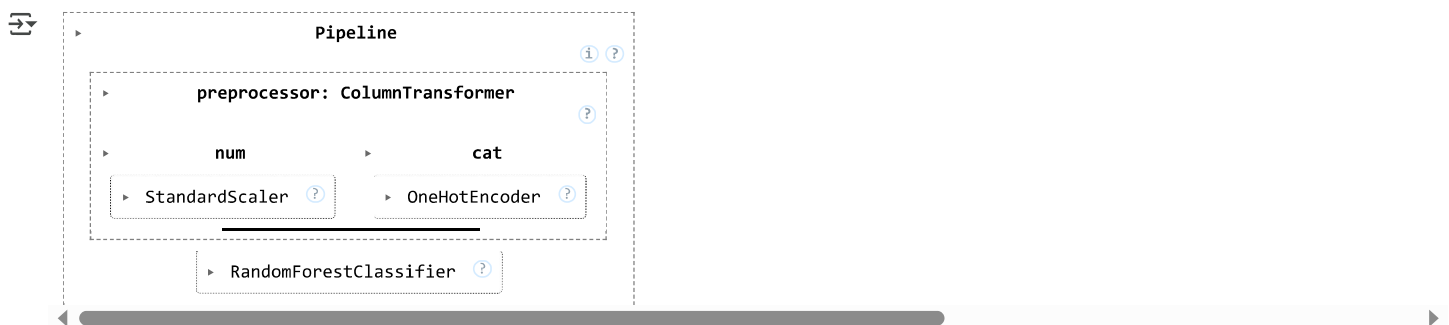 Pipeline
i ?
preprocessor: ColumnTransformer
?
num cat
StandardScaler ? OneHotEncoder ?
RandomForestClassifier ?